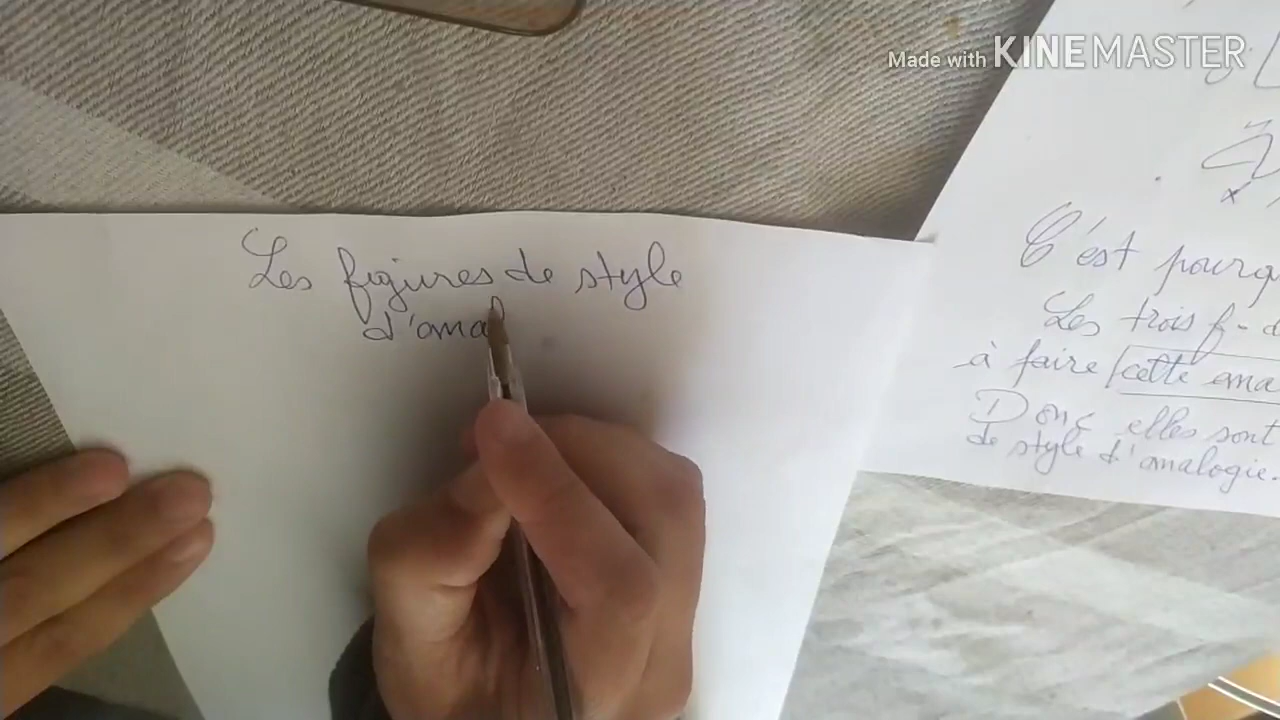 Made with KINEMASTER
Les figures de style
d'ana
C'est pourq
Les trois f- d
à faire cette ana
Donc elles sont
de style d'analogie.